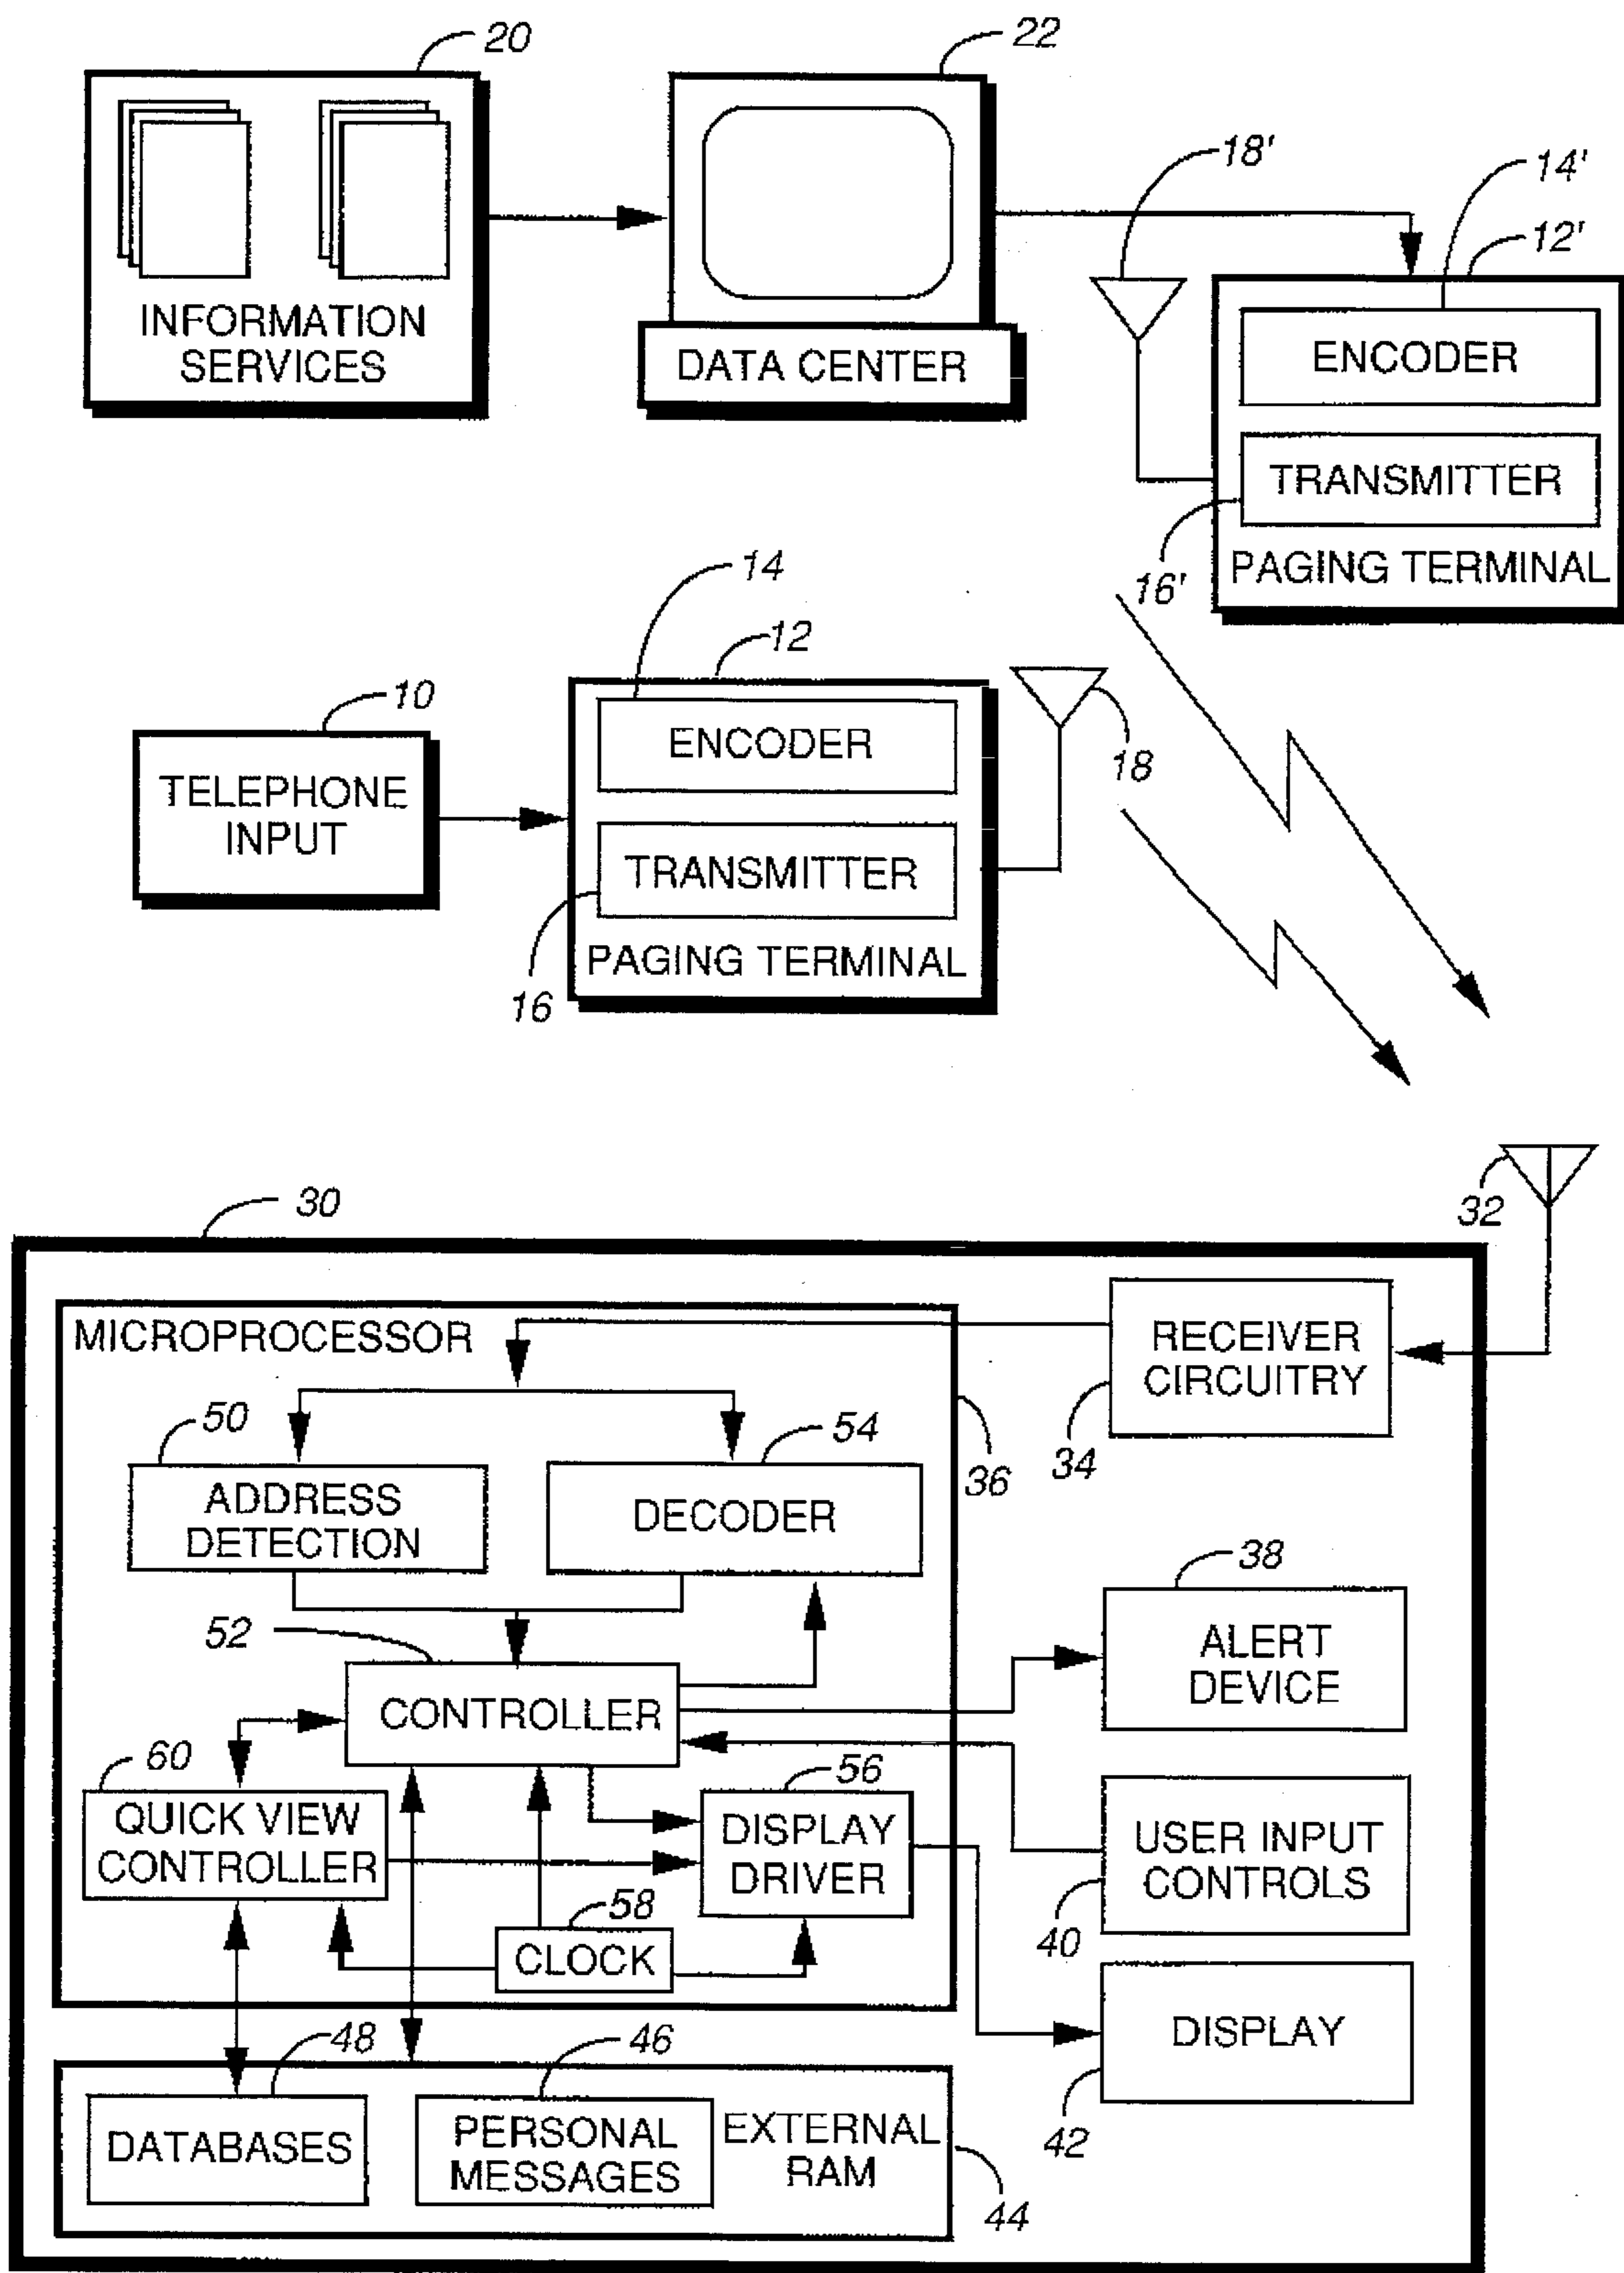 20
22
18'
14'
12'
INFORMATION
SERVICES
DATA CENTER
ENCODER
TRANSMITTER
16'
PAGING TERMINAL
14
12
10
18
TELEPHONE
INPUT
ENCODER
TRANSMITTER
PAGING TERMINAL
16
30
32
MICROPROCESSOR
RECEIVER
CIRCUITRY
34
36
50
54
ADDRESS
DETECTION
DECODER
38
ALERT
DEVICE
52
CONTROLLER
60
56
QUICK VIEW
CONTROLLER
DISPLAY
DRIVER
USER INPUT
CONTROLS
40
58
CLOCK
DISPLAY
42
48
46
DATABASES
PERSONAL
MESSAGES
EXTERNAL
RAM
44